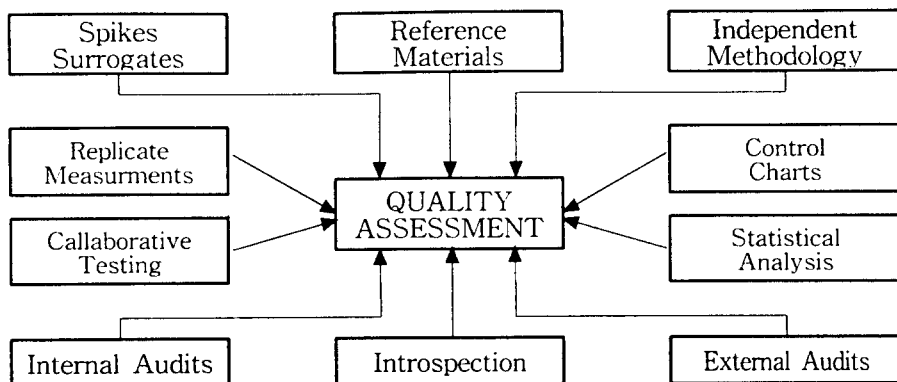 Spikes
Surrogates
Reference
Materials
Independent
Methodology
Replicate
Measurments
QUALITY
ASSESSMENT
Control
Charts
Callaborative
Testing
Statistical
Analysis
Internal Audits
Introspection
External Audits